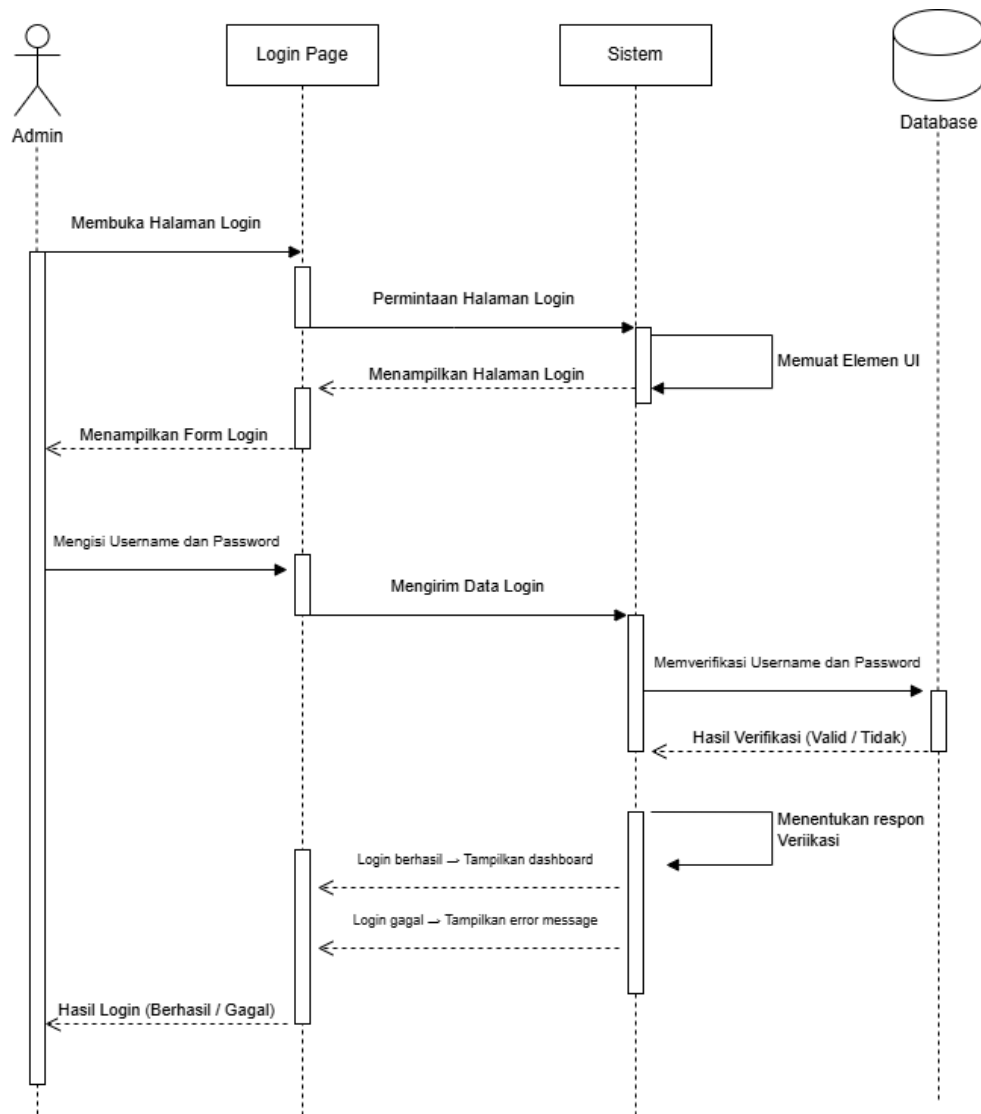 Login Page
Sistem
Admin
Database
Membuka Halaman Login
Permintaan Halaman Login
Memuat Elemen UI
Menampilkan Halaman Login
Menampilkan Form Login
Mengisi Username dan Password
Mengirim Data Login
Memverifikasi Username dan Password
Hasil Verifikasi (Valid / Tidak)
Menentukan respon
Veriikasi
Login berhasil → Tampilkan dashboard
Login gagal → Tampilkan error message
Hasil Login (Berhasil / Gagal)